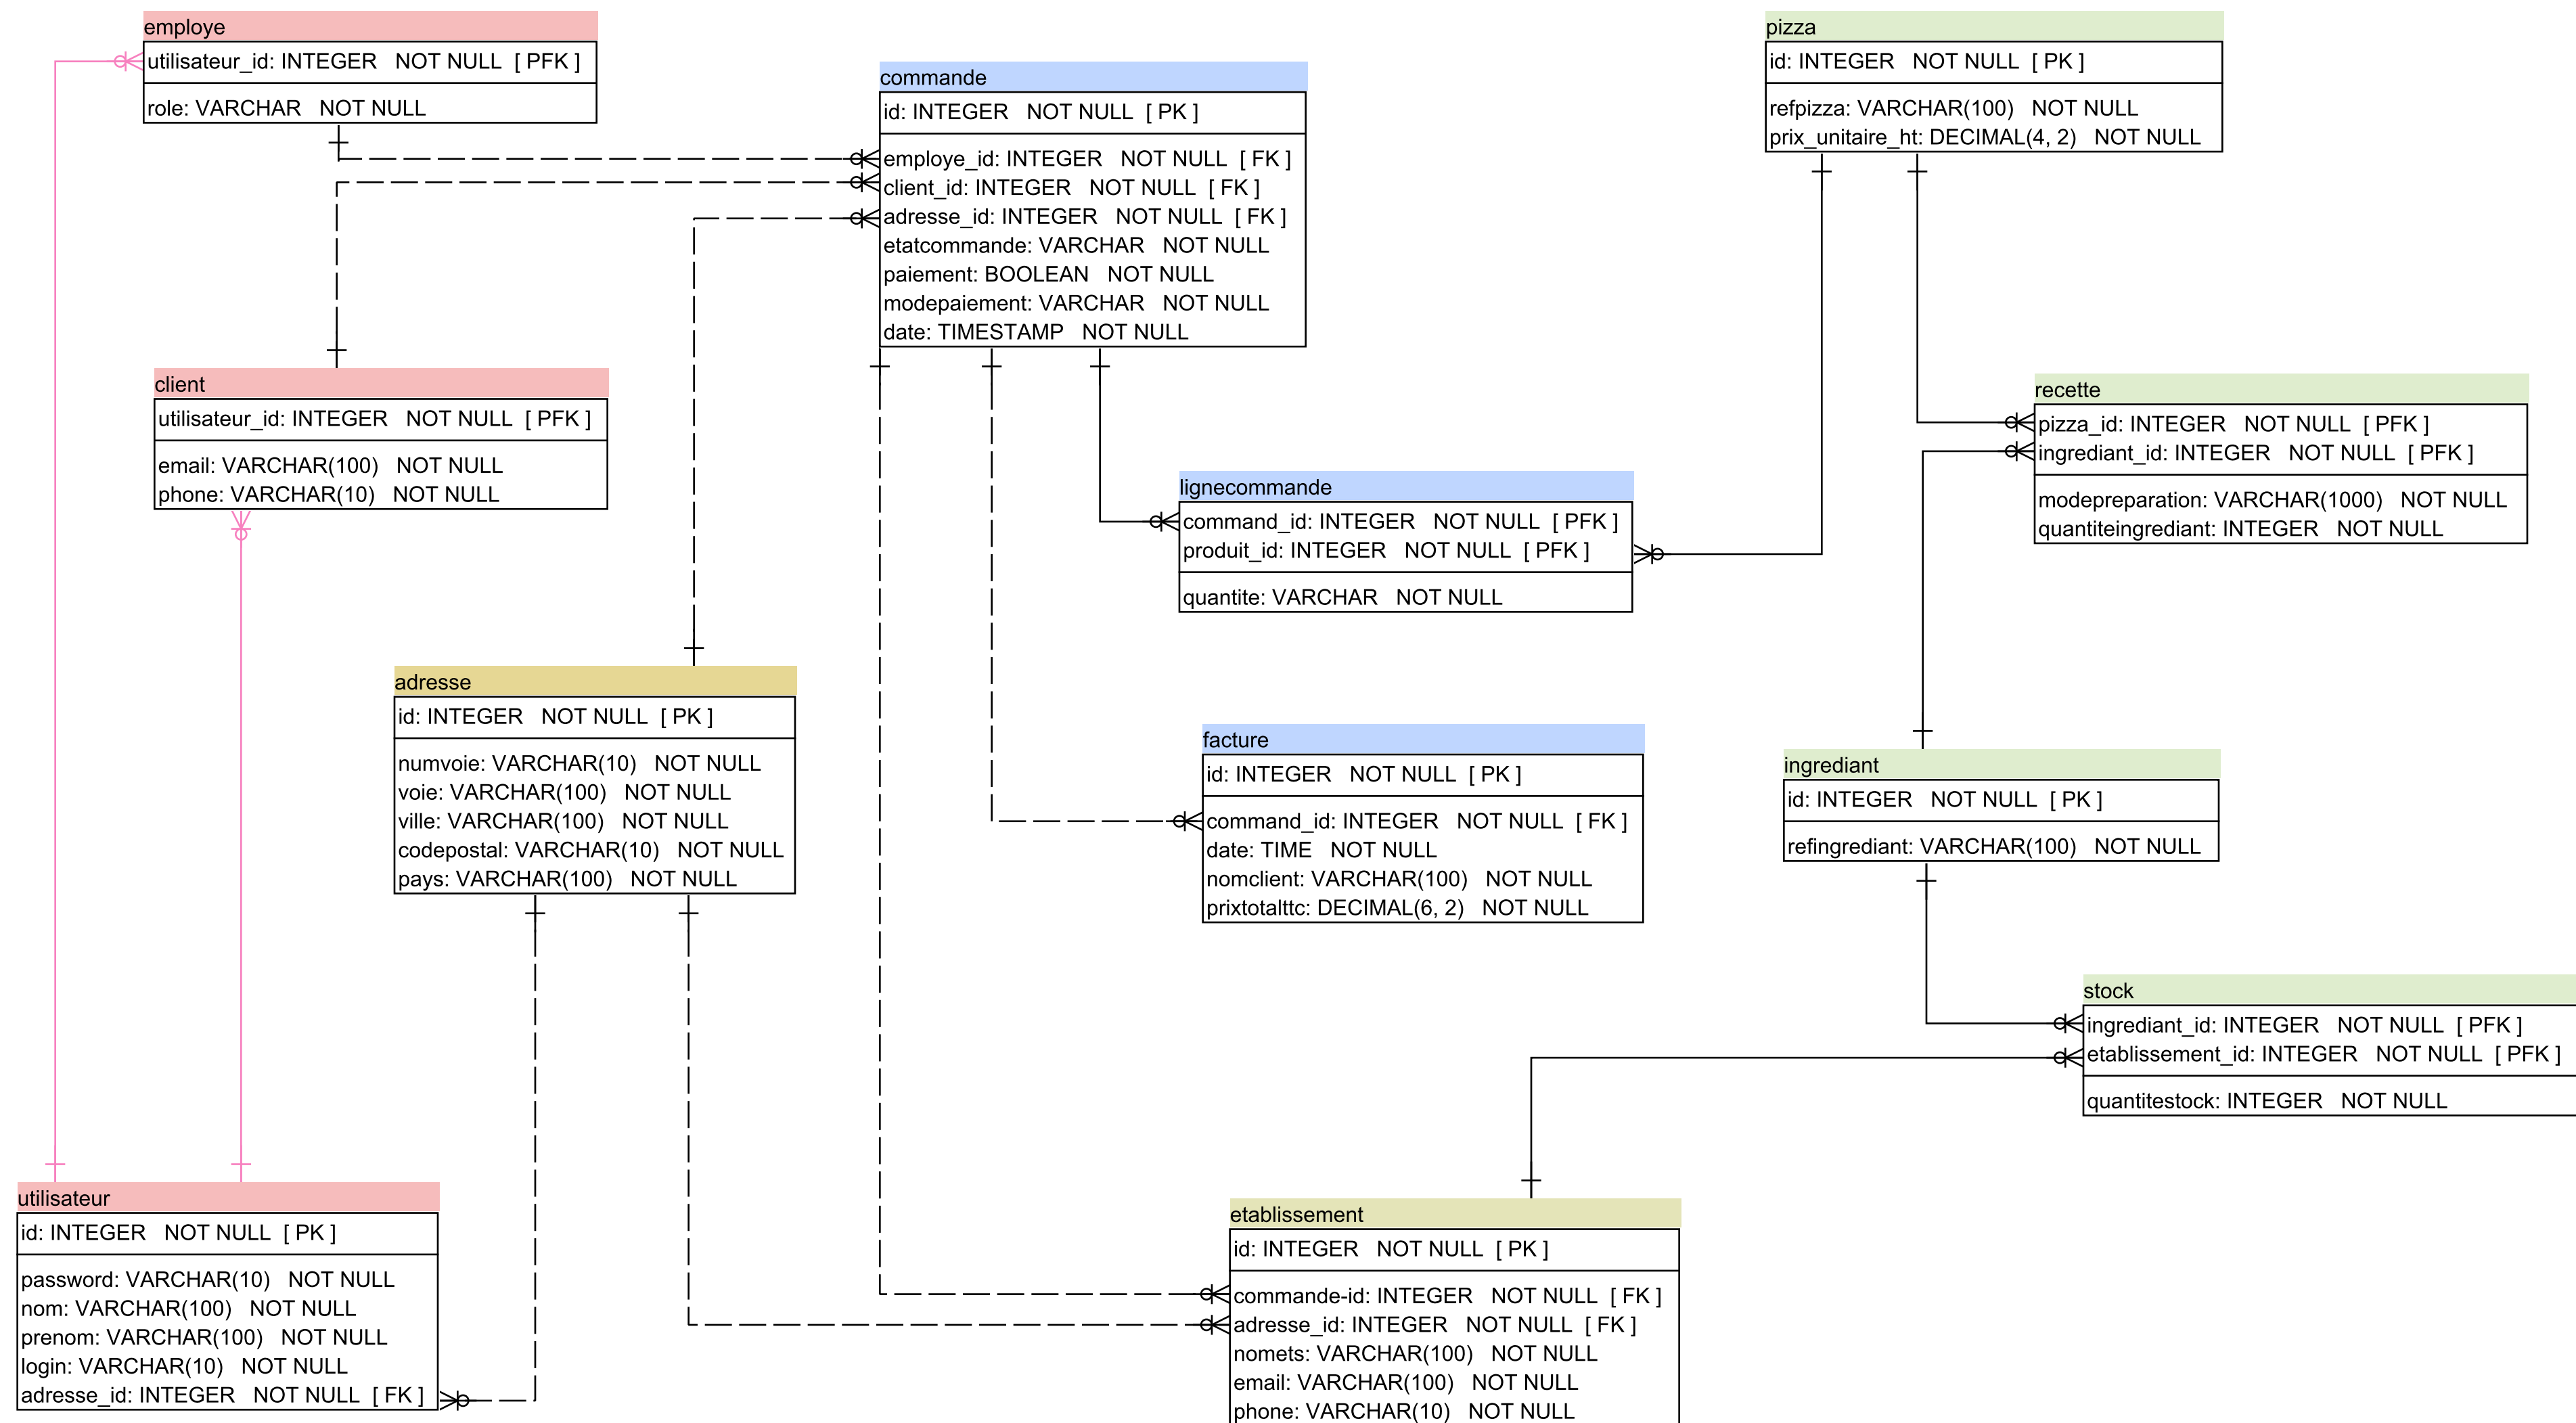 employe
utilisateur_id: INTEGER NOT NULL [ PFK ]
role: VARCHAR NOT NULL
commande
id: INTEGER NOT NULL [ PK ]
employe_id: INTEGER NOT NULL [ FK ]
client_id: INTEGER NOT NULL [ FK ]
adresse_id: INTEGER NOT NULL [ FK ]
etatcommande: VARCHAR NOT NULL
paiement: BOOLEAN NOT NULL
modepaiement: VARCHAR NOT NULL
date: TIMESTAMP NOT NULL
pizza
id: INTEGER NOT NULL [ PK ]
refpizza: VARCHAR(100) NOT NULL
prix_unitaire_ht: DECIMAL(4, 2) NOT NULL
client
utilisateur_id: INTEGER NOT NULL [ PFK ]
email: VARCHAR(100) NOT NULL
phone: VARCHAR(10) NOT NULL
recette
pizza_id: INTEGER NOT NULL [ PFK ]
ingrediant_id: INTEGER NOT NULL [ PFK ]
modepreparation: VARCHAR(1000) NOT NULL
quantiteingrediant: INTEGER NOT NULL
lignecommande
command_id: INTEGER NOT NULL [ PFK ]
produit_id: INTEGER NOT NULL [ PFK ]
quantite: VARCHAR NOT NULL
adresse
id: INTEGER NOT NULL [ PK ]
numvoie: VARCHAR(10) NOT NULL
voie: VARCHAR(100) NOT NULL
ville: VARCHAR(100) NOT NULL
codepostal: VARCHAR(10) NOT NULL
pays: VARCHAR(100) NOT NULL
facture
id: INTEGER NOT NULL [ PK ]
command_id: INTEGER NOT NULL [ FK ]
date: TIME NOT NULL
nomclient: VARCHAR(100) NOT NULL
prixtotalttc: DECIMAL(6, 2) NOT NULL
ingrediant
id: INTEGER NOT NULL [ PK ]
refingrediant: VARCHAR(100) NOT NULL
stock
ingrediant_id: INTEGER NOT NULL [ PFK ]
etablissement_id: INTEGER NOT NULL [ PFK ]
quantitestock: INTEGER NOT NULL
utilisateur
id: INTEGER NOT NULL [ PK ]
password: VARCHAR(10) NOT NULL
nom: VARCHAR(100) NOT NULL
prenom: VARCHAR(100) NOT NULL
login: VARCHAR(10) NOT NULL
adresse_id: INTEGER NOT NULL [ FK ]
etablissement
id: INTEGER NOT NULL [ PK ]
commande-id: INTEGER NOT NULL [ FK ]
adresse_id: INTEGER NOT NULL [ FK ]
nomets: VARCHAR(100) NOT NULL
email: VARCHAR(100) NOT NULL
phone: VARCHAR(10) NOT NULL